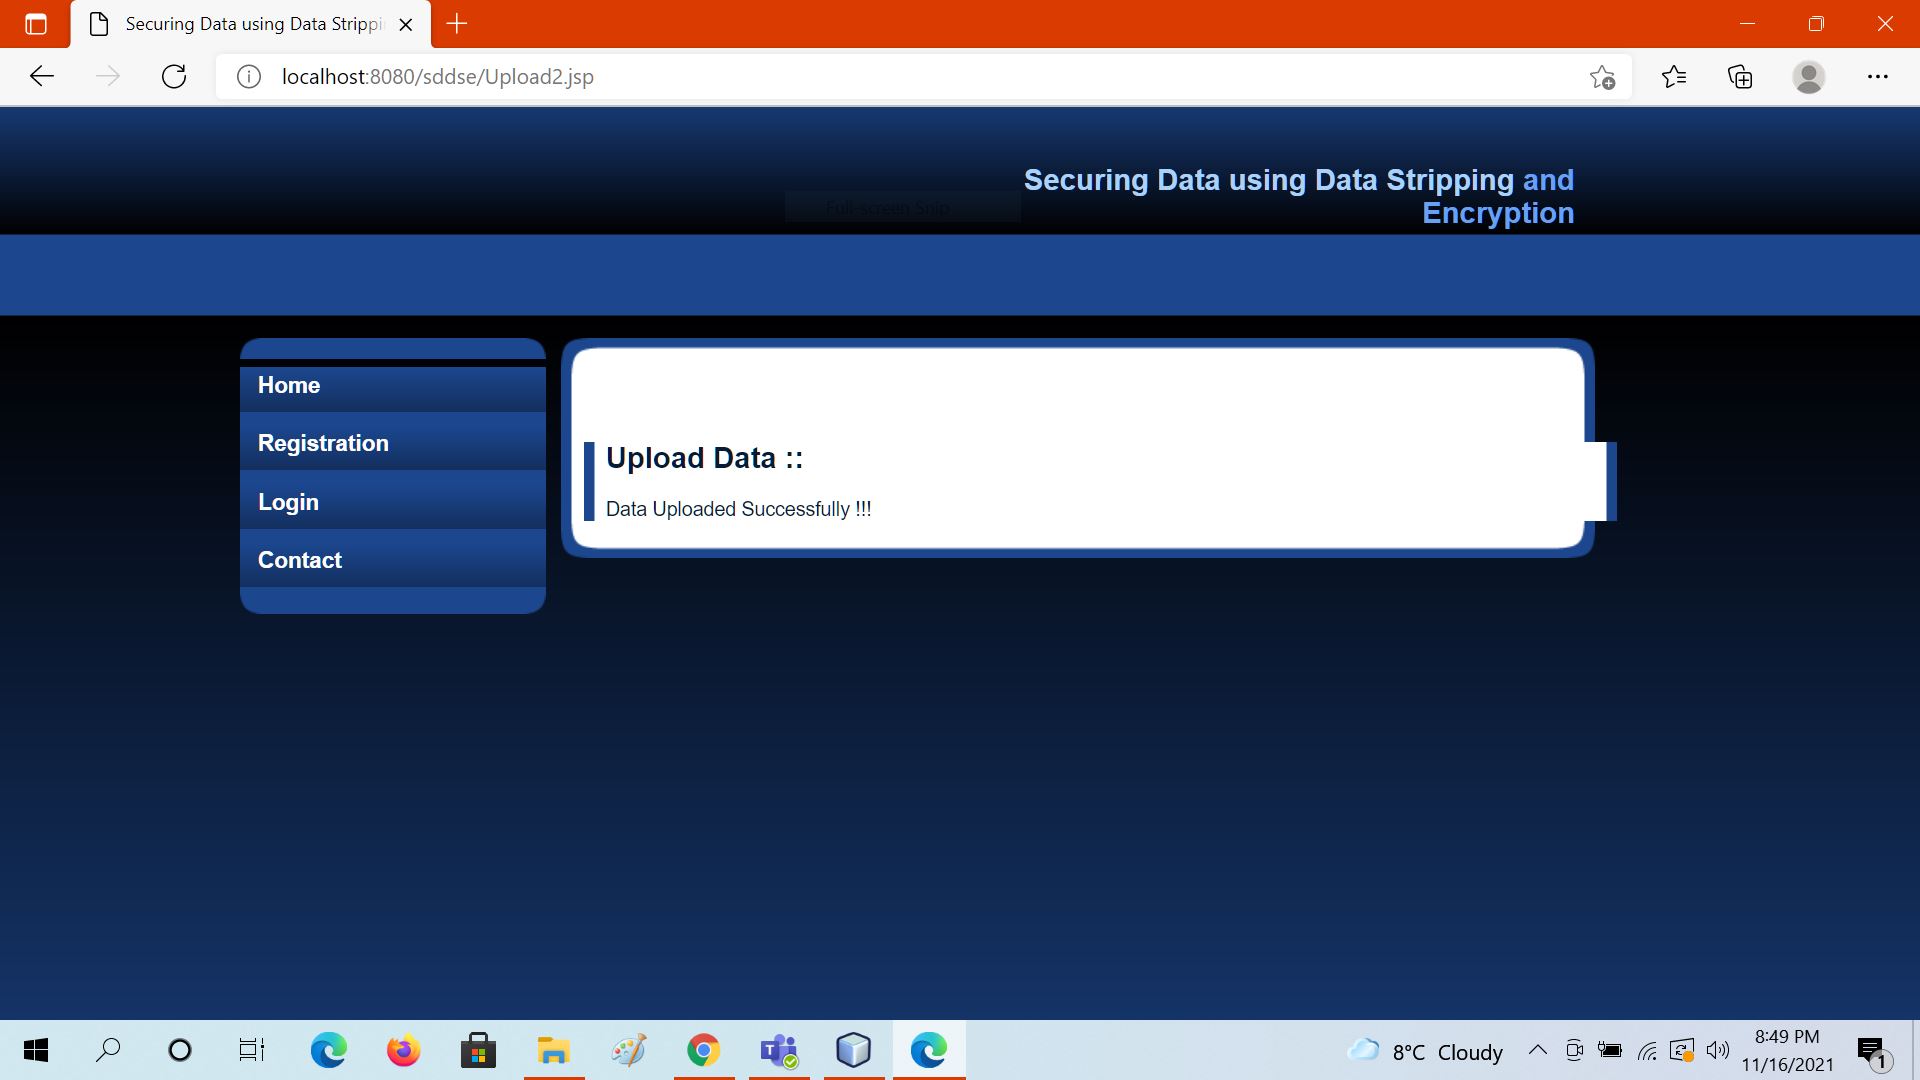 Securing Data using Data Strippi
localhost:8080/sddse/Upload2.jsp
Securing Data using Data Stripping and
Encryption
Full-screen Snip
Home
Registration
Login
Contact
Upload Data ::
Data Uploaded Successfully !!!
8°C Cloudy
8:49 PM
11/16/2021
1